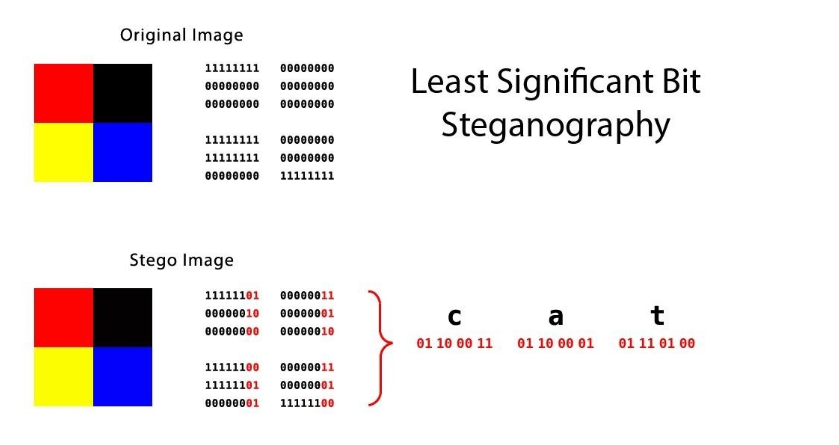 Original Image
11111111 00000000
00000000 00000000
00000000 00000000
11111111 00000000
11111111 00000000
00000000 11111111
Least Significant Bit
Steganography
Stego Image
11111101 00000011
00000010 00000001
00000000 00000010
11111100 00000011
11111101 00000001
00000001 11111100
c a t
01 10 00 11 01 10 00 01 01 11 01 00